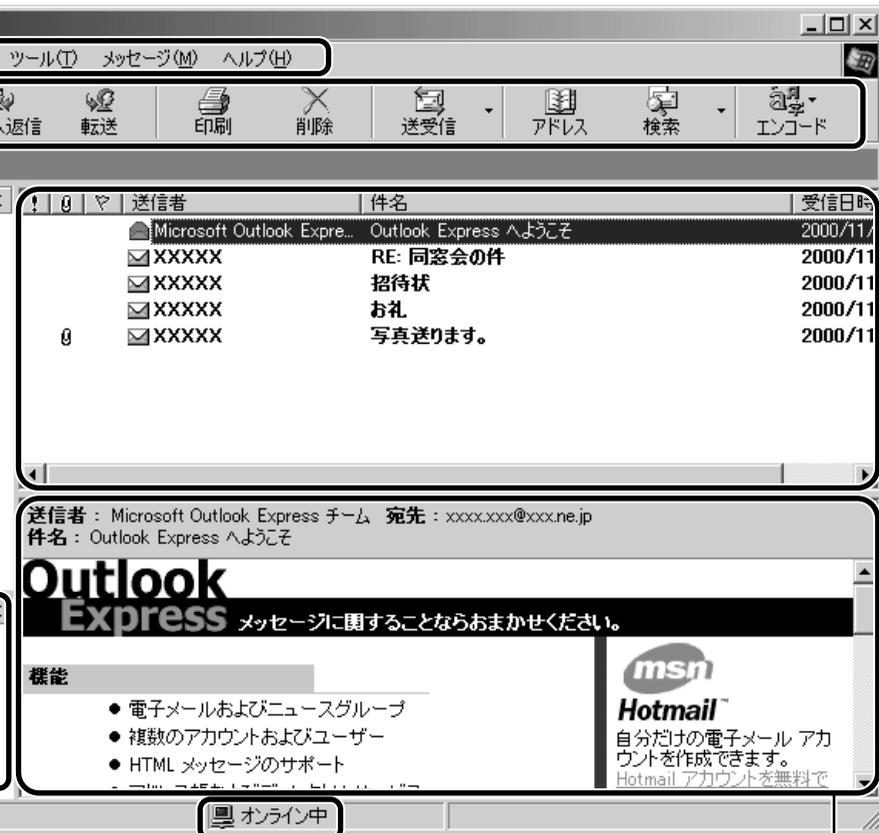 ツール(T) メッセージ(M) ヘルプ(H)
返信 転送 印刷 削除 送受信 アドレス 検索 エンコード
! 送信者 件名 受信日時
Microsoft Outlook Expre... Outlook Express へようこそ 2000/11/
XXXXX RE: 同窓会の件 2000/11
XXXXX 招待状 2000/11
XXXXX お礼 2000/11
XXXXX 写真送ります。 2000/11
送信者: Microsoft Outlook Express チーム 宛先: xxxx.xxx@xxx.ne.jp
件名: Outlook Express へようこそ
Outlook
Express メッセージに関することならおまかせください。
機能
● 電子メールおよびニュースグループ
● 複数のアカウントおよびユーザー
● HTML メッセージのサポート
msn
Hotmail™
自分だけの電子メール アカ
ウントを作成できます。
Hotmail アカウントを無料で
オンライン中